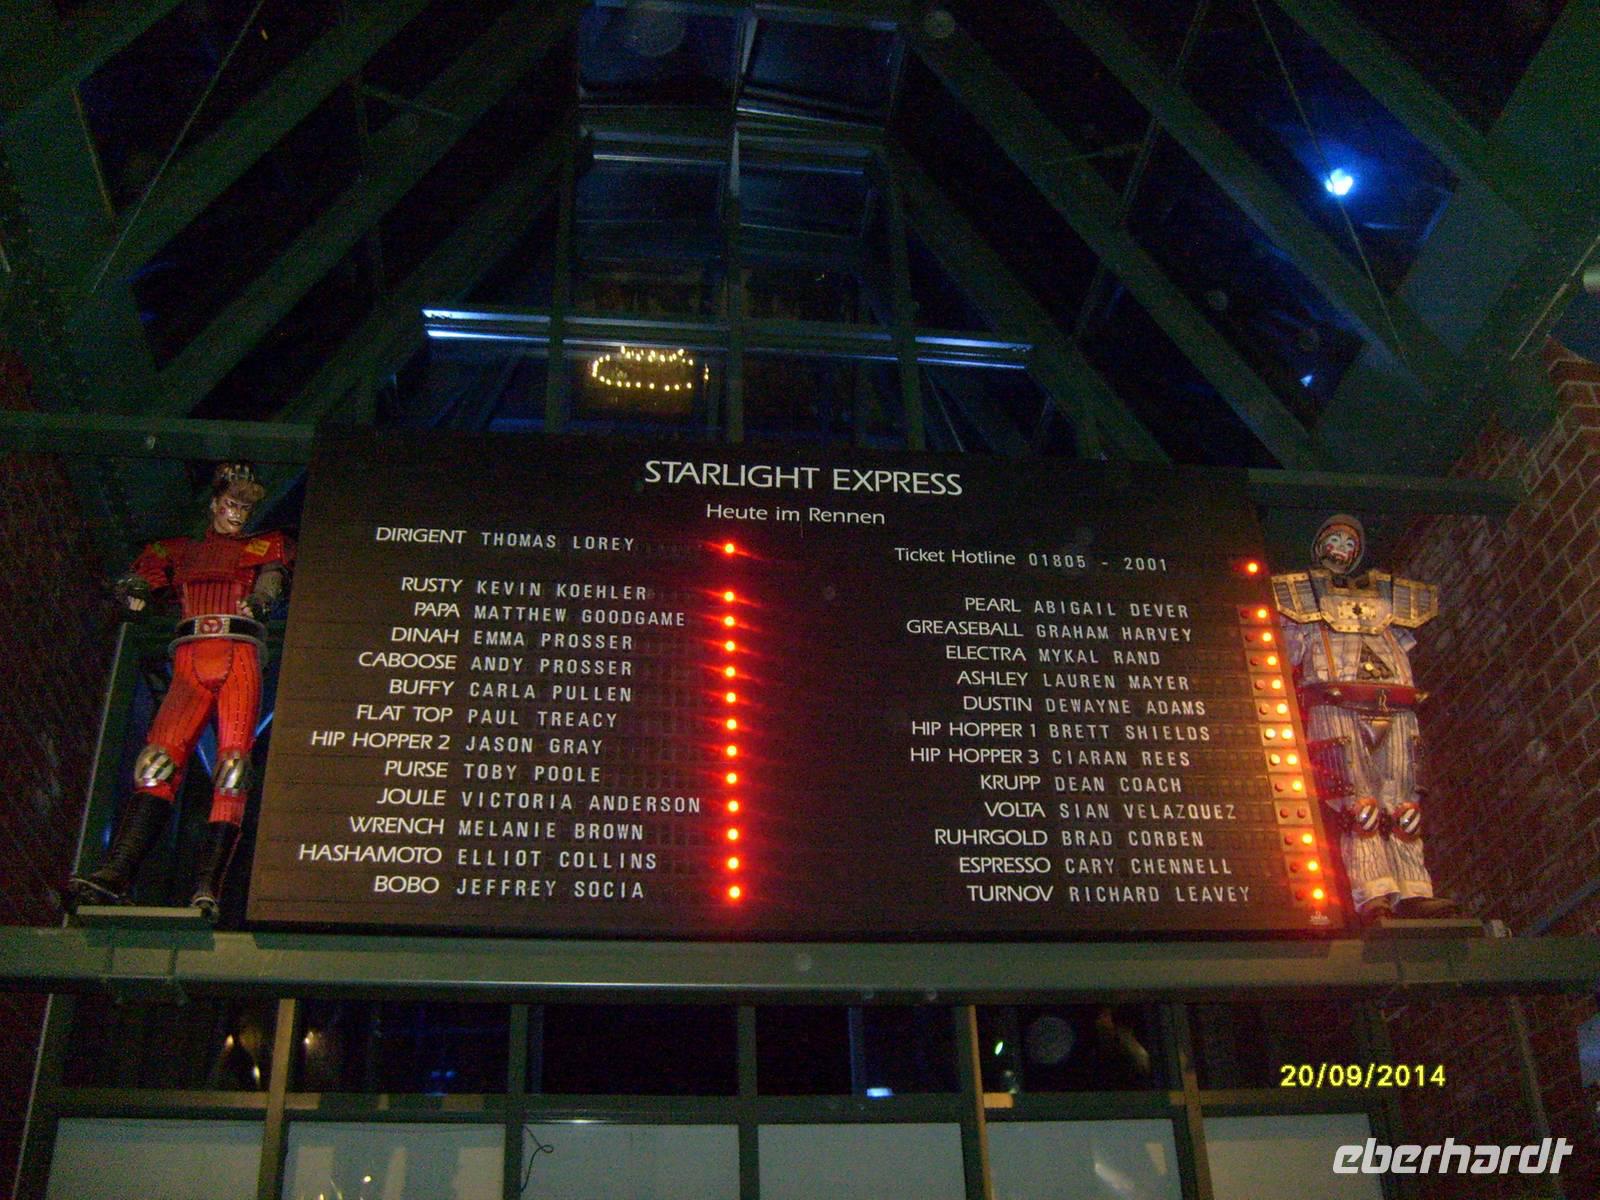 STARLIGHT EXPRESS
Heute im Rennen
DIRIGENT THOMAS LOREY
RUSTY KEVIN KOEHLER
PAPA MATTHEW GOODGAME
DINAH EMMA PROSSER
CABOOSE ANDY PROSSER
BUFFY CARLA PULLEN
FLAT TOP PAUL TREACY
HIP HOPPER 2 JASON GRAY
PURSE TOBY POOLE
JOULE VICTORIA ANDERSON
WRENCH MELANIE BROWN
HASHAMOTO ELLIOT COLLINS
BOBO JEFFREY SOCIA
Ticket Hotline 01805 - 2001
PEARL ABIGAIL DEVER
GREASEBALL GRAHAM HARVEY
ELECTRA MYKAL RAND
ASHLEY LAUREN MAYER
DUSTIN DEWAYNE ADAMS
HIP HOPPER 1 BRETT SHIELDS
HIP HOPPER 3 CIARAN REES
KRUPP DEAN COACH
VOLTA SIAN VELAZQUEZ
RUHRGOLD BRAD CORBEN
ESPRESSO CARY CHENNELL
TURNOV RICHARD LEAVEY
20/09/2014
eberhardt